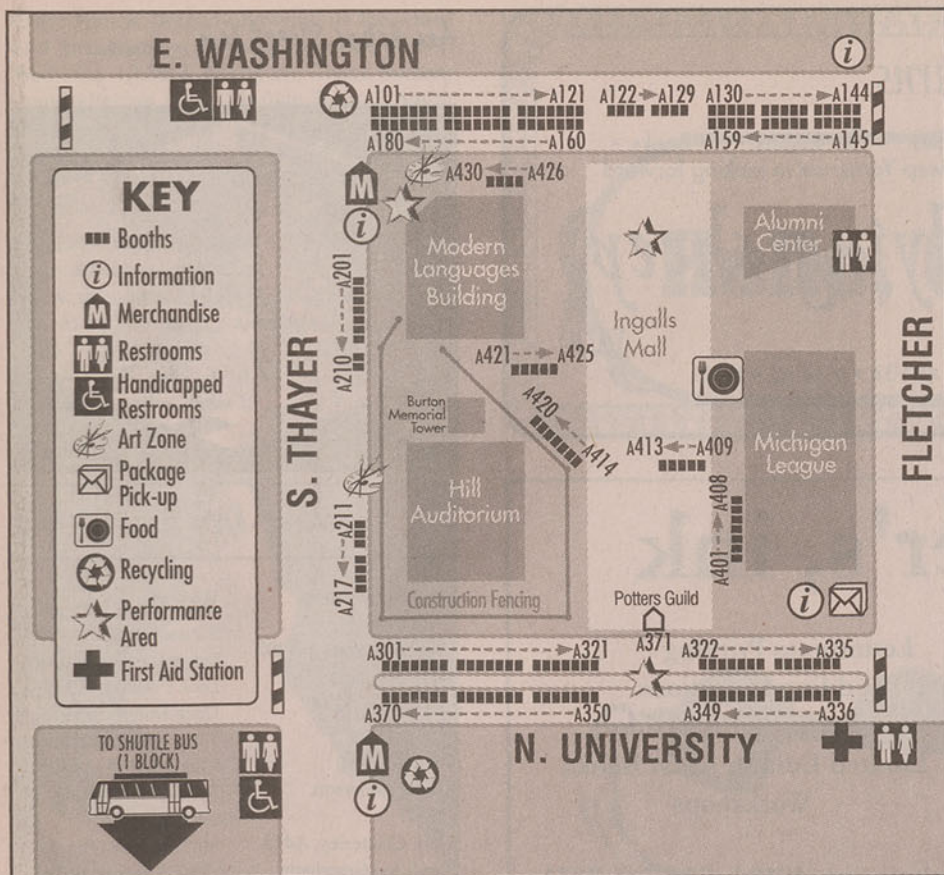 E. WASHINGTON
A101 A121 A122 A129 A130 A144
A180 A160 A159 A145
KEY
Booths
Information
Merchandise
Restrooms
Handicapped
Restrooms
Art Zone
Package
Pick-up
Food
Recycling
Performance
Area
First Aid Station
S. THAYER
M
i
A430 A426
Modern
Languages
Building
A201
A210
A421 A425
Burton
Memorial
Tower
A420
A414
Hill
Auditorium
A211
A217
Construction Fencing
Ingalls
Mall
Alumni
Center
A413 A409
Michigan
League
A408
A401
FLETCHER
Potters Guild
A371
A301 A321 A322 A335
A370 A350 A349 A336
N. UNIVERSITY
TO SHUTTLE BUS
(1 BLOCK)
M
i